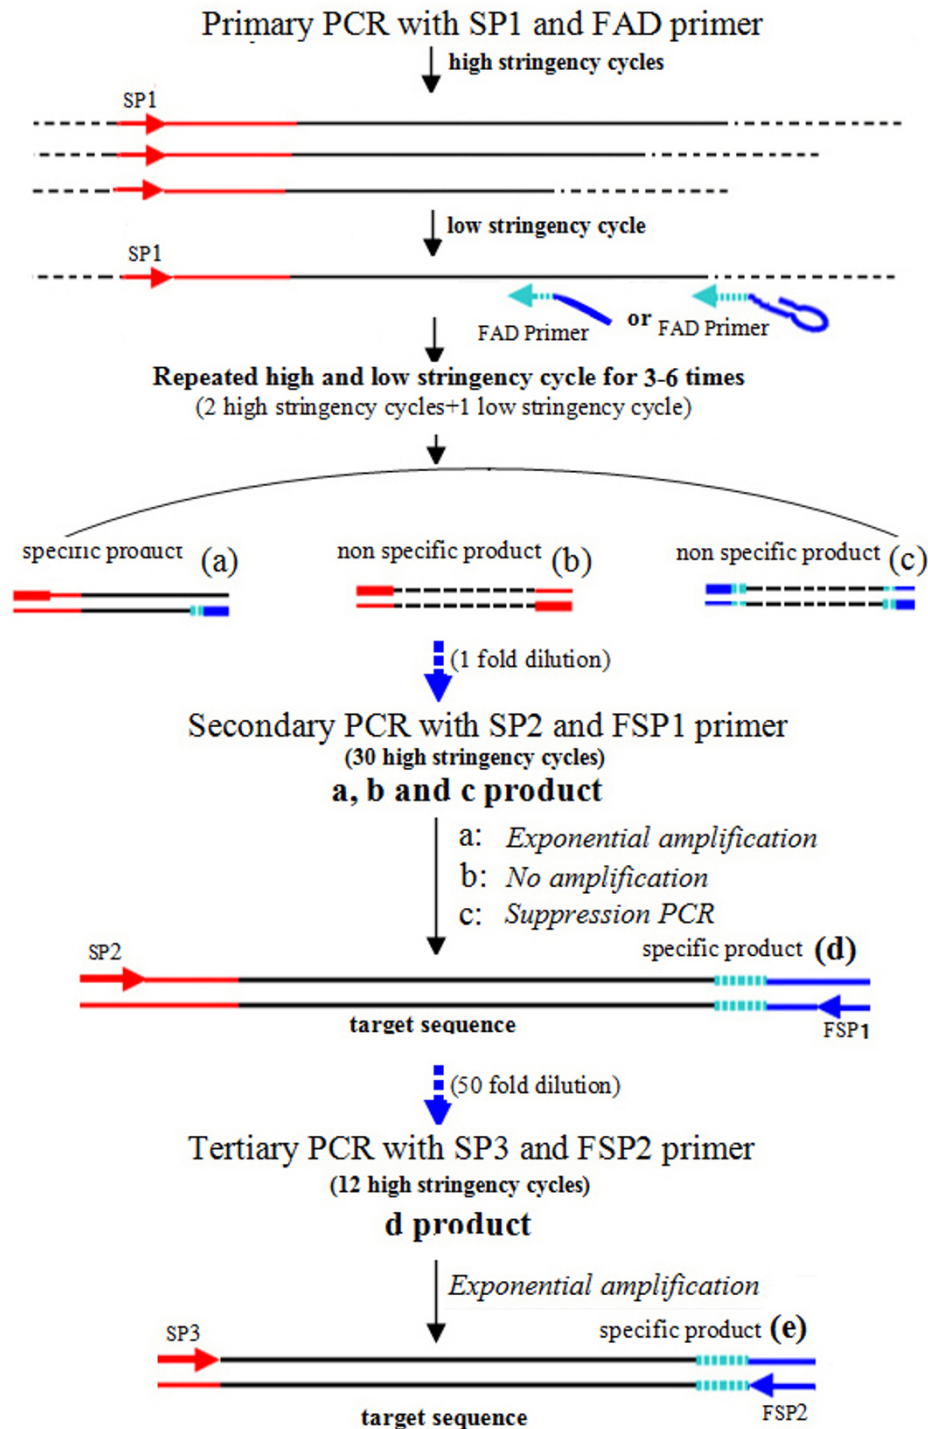 Primary PCR with SP1 and FAD primer
high stringency cycles
SP1
low stringency cycle
SP1
FAD Primer or FAD Primer
Repeated high and low stringency cycle for 3-6 times
(2 high stringency cycles+1 low stringency cycle)
specific product (a)
non specific product (b)
non specific product (c)
(1 fold dilution)
Secondary PCR with SP2 and FSP1 primer
(30 high stringency cycles)
a, b and c product
a: Exponential amplification
b: No amplification
c: Suppression PCR
SP2
specific product (d)
target sequence
FSP1
(50 fold dilution)
Tertiary PCR with SP3 and FSP2 primer
(12 high stringency cycles)
d product
Exponential amplification
SP3
specific product (e)
FSP2
target sequence